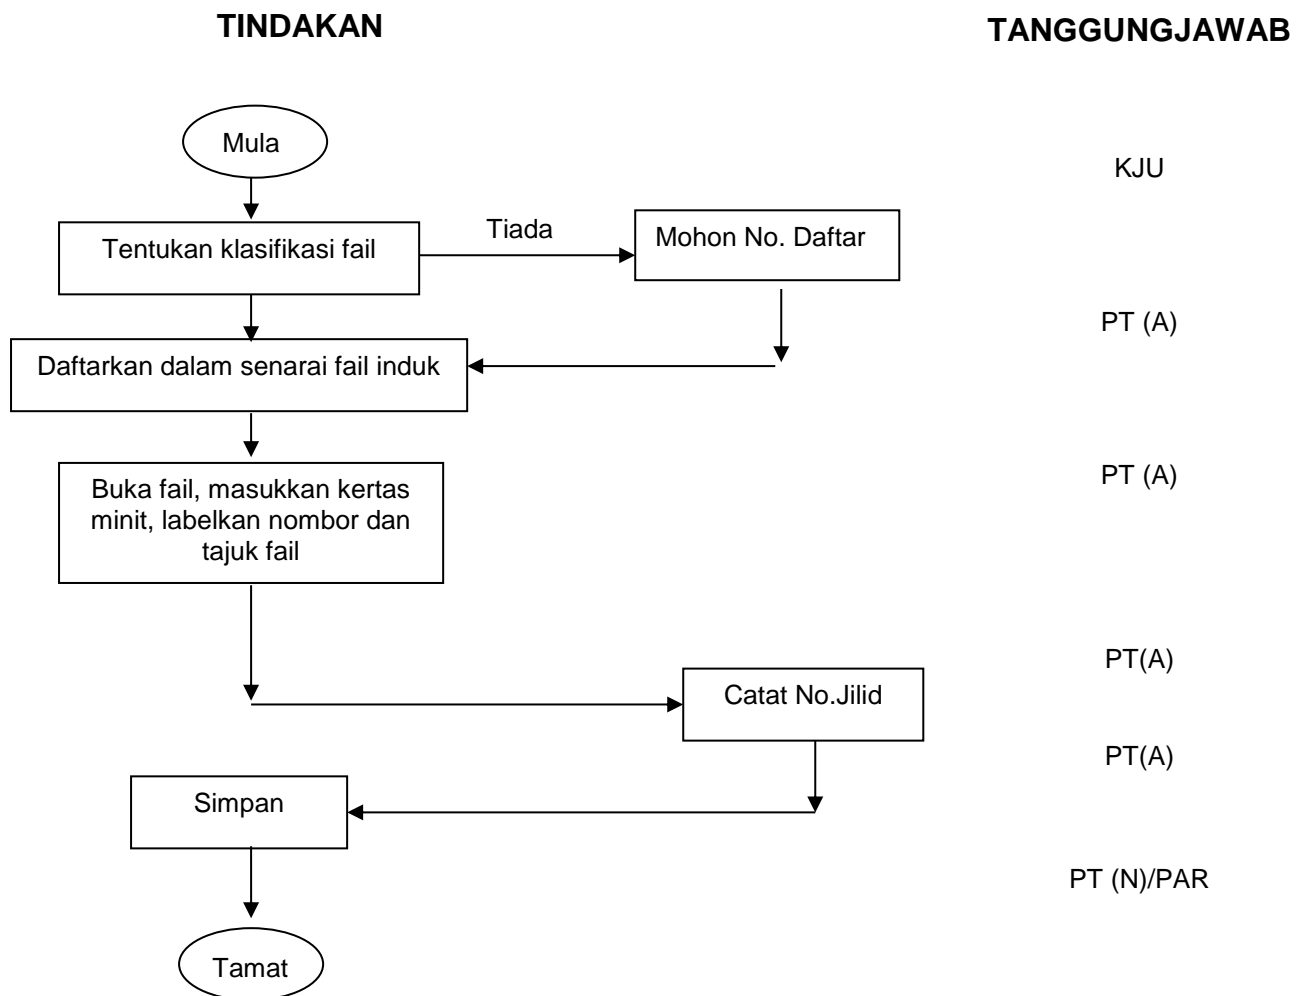 TINDAKAN
TANGGUNGJAWAB
Mula
KJU
Tentukan klasifikasi fail
Tiada
Mohon No. Daftar
PT (A)
Daftarkan dalam senarai fail induk
Buka fail, masukkan kertas
minit, labelkan nombor dan
tajuk fail
PT (A)
PT(A)
Catat No.Jilid
PT(A)
Simpan
PT (N)/PAR
Tamat